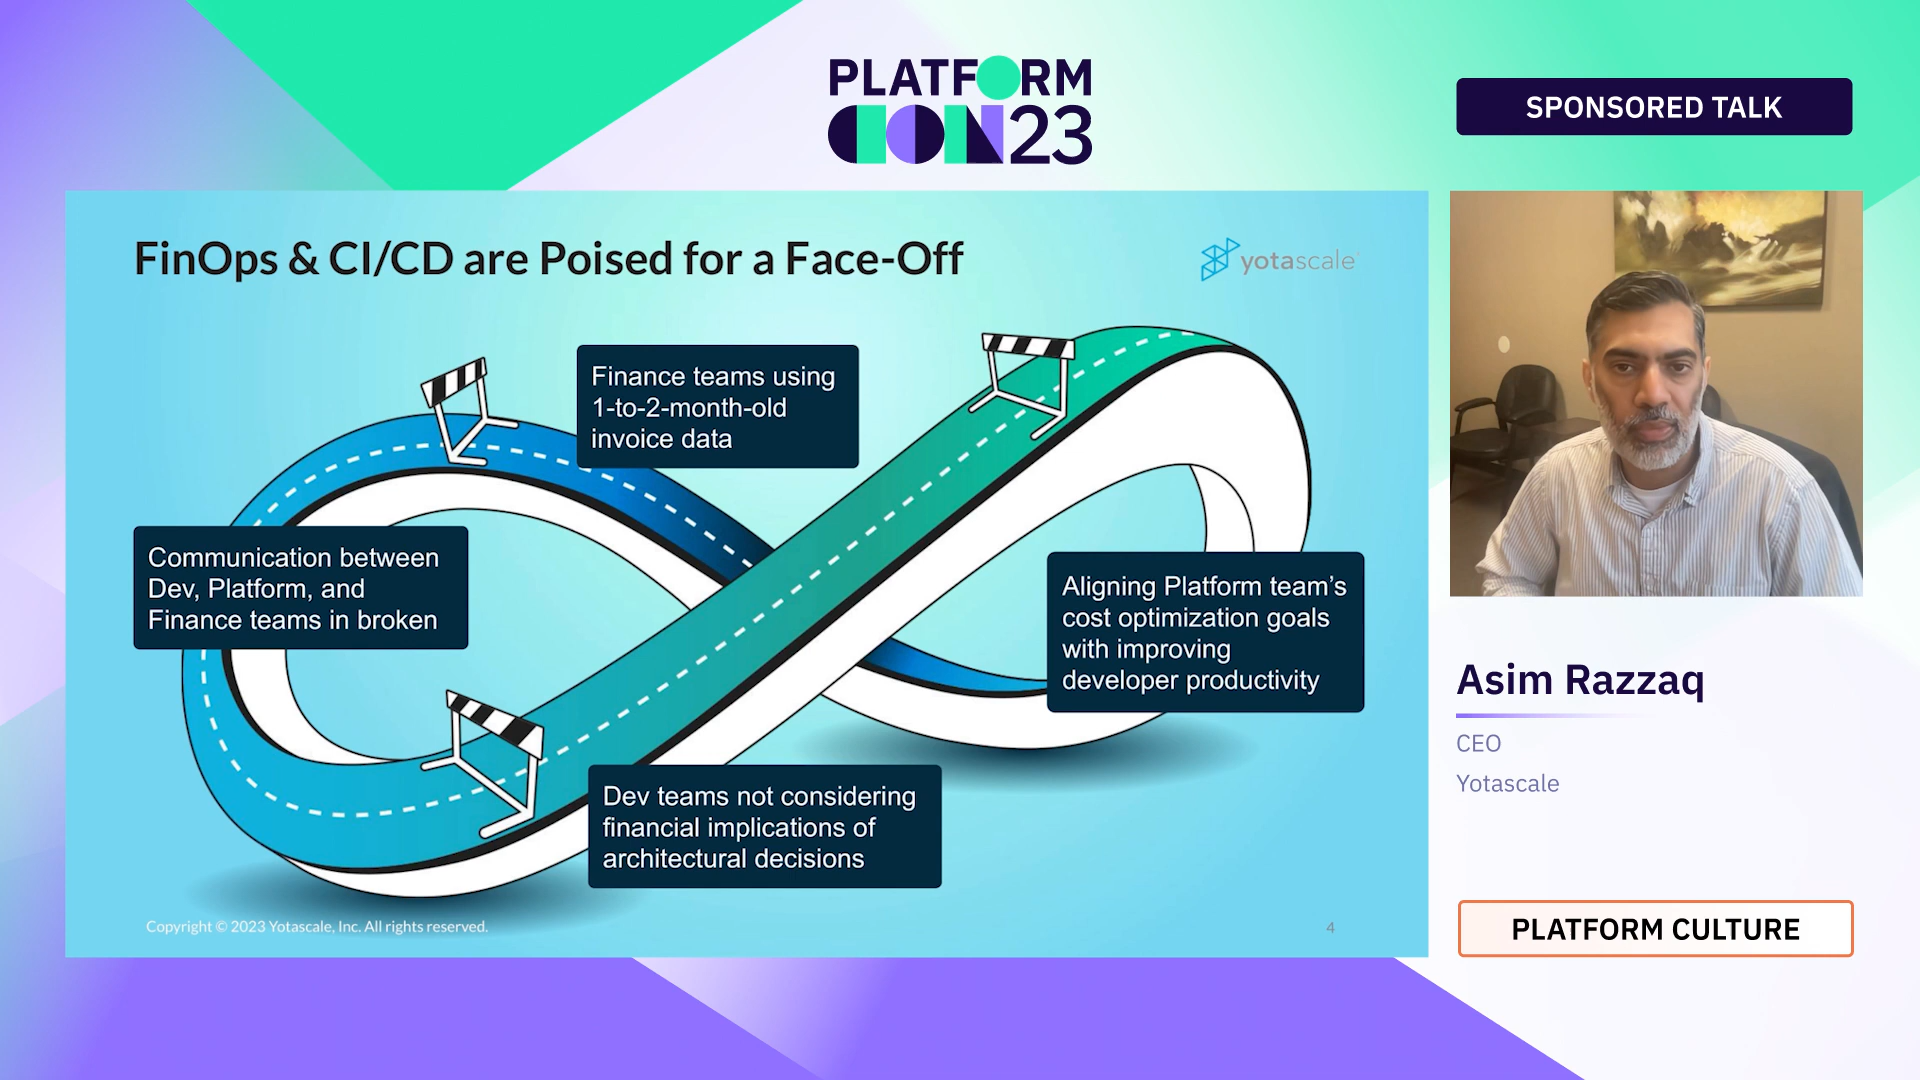 PLATFORM
CON23
SPONSORED TALK
FinOps & CI/CD are Poised for a Face-Off
yotascale
Finance teams using
1-to-2-month-old
invoice data
Communication between
Dev, Platform, and
Finance teams in broken
Aligning Platform team’s
cost optimization goals
with improving
developer productivity
Dev teams not considering
financial implications of
architectural decisions
Copyright © 2023 Yotascale, Inc. All rights reserved.
4
Asim Razzaq
CEO
Yotascale
PLATFORM CULTURE